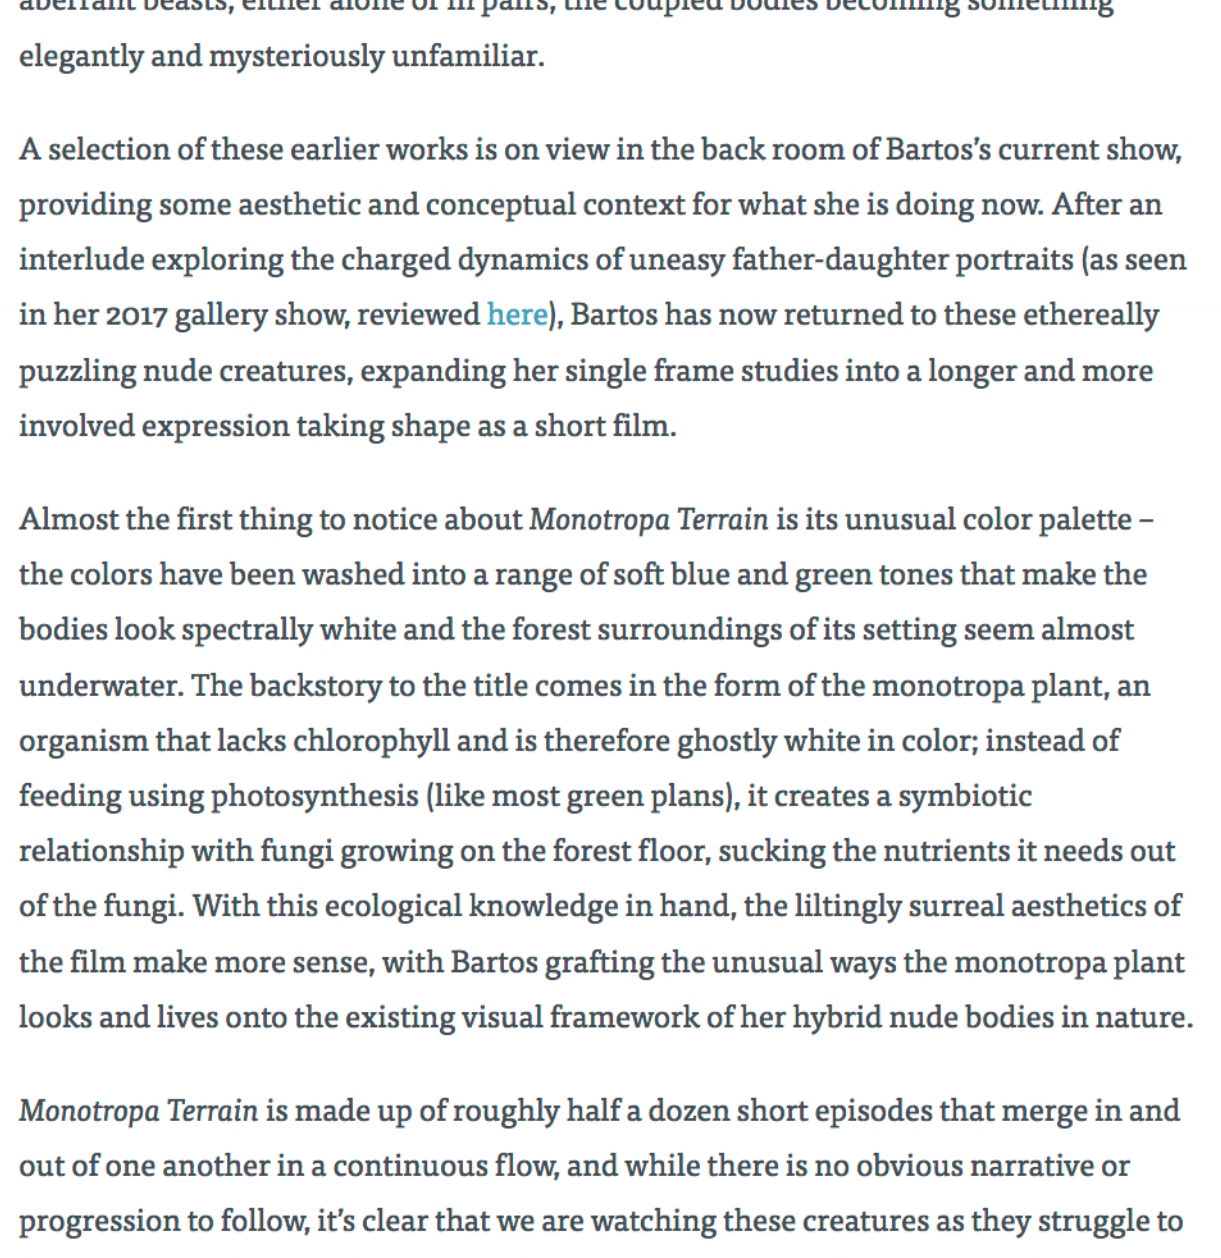 aberrant beasts, either alone or in pairs, the coupled bodies becoming something
elegantly and mysteriously unfamiliar.
A selection of these earlier works is on view in the back room of Bartos’s current show,
providing some aesthetic and conceptual context for what she is doing now. After an
interlude exploring the charged dynamics of uneasy father-daughter portraits (as seen
in her 2017 gallery show, reviewed here), Bartos has now returned to these ethereally
puzzling nude creatures, expanding her single frame studies into a longer and more
involved expression taking shape as a short film.
Almost the first thing to notice about Monotropa Terrain is its unusual color palette –
the colors have been washed into a range of soft blue and green tones that make the
bodies look spectrally white and the forest surroundings of its setting seem almost
underwater. The backstory to the title comes in the form of the monotropa plant, an
organism that lacks chlorophyll and is therefore ghostly white in color; instead of
feeding using photosynthesis (like most green plans), it creates a symbiotic
relationship with fungi growing on the forest floor, sucking the nutrients it needs out
of the fungi. With this ecological knowledge in hand, the liltingly surreal aesthetics of
the film make more sense, with Bartos grafting the unusual ways the monotropa plant
looks and lives onto the existing visual framework of her hybrid nude bodies in nature.
Monotropa Terrain is made up of roughly half a dozen short episodes that merge in and
out of one another in a continuous flow, and while there is no obvious narrative or
progression to follow, it’s clear that we are watching these creatures as they struggle to